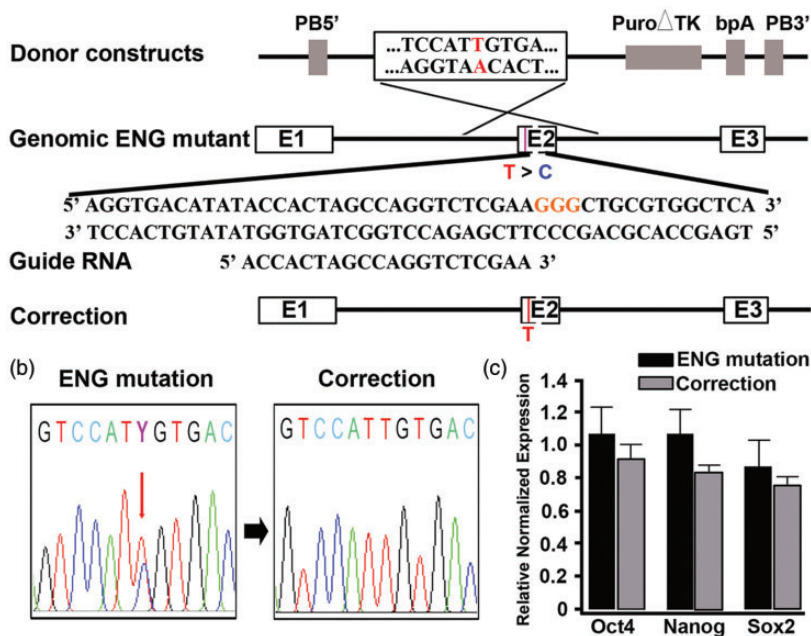 PB5’
Puro△TK bpA PB3’
Donor constructs
...TCCATTGTGA...
...AGGTAACACT...
Genomic ENG mutant
E1 E2 E3
T > C
5’ AGGTGACATATACCACTAGCCAGGTCTCGAAGGGCTGCGTGGCTCA 3’
3’ TCCACTGTATATGGTGATCGGTCCAGAGCTTCCCGACGCACCGAGT 5’
Guide RNA
5’ ACCACTAGCCAGGTCTCGAA 3’
Correction
E1 E2 E3
T
(b)
ENG mutation
Correction
GTCCATYGTGAC
GTCCATTGTGAC
(c)
ENG mutation
Correction
Relative Normalized Expression
1.4
1.2
1.0
0.8
0.6
0.4
0.2
0
Oct4 Nanog Sox2